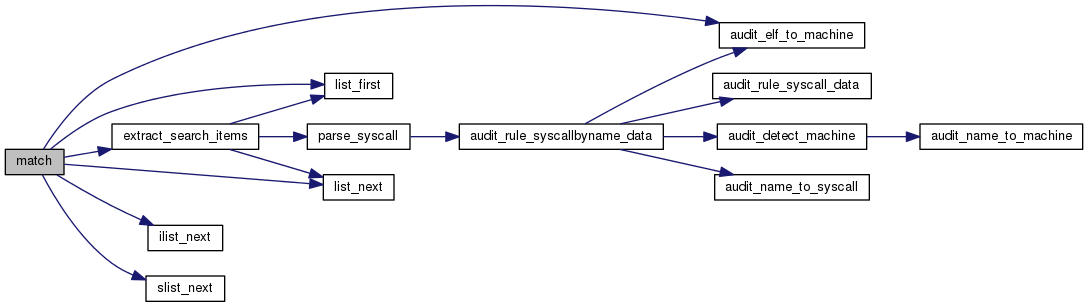 audit_elf_to_machine
list_first
audit_rule_syscall_data
extract_search_items
parse_syscall
audit_rule_syscallbyname_data
audit_detect_machine
audit_name_to_machine
match
list_next
audit_name_to_syscall
ilist_next
slist_next